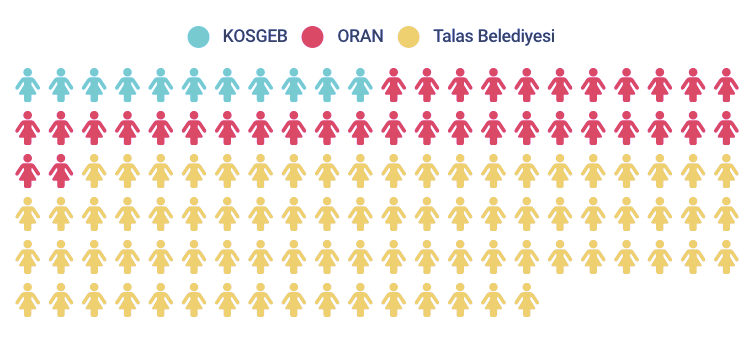 KOSGEB ORAN Talas Belediyesi